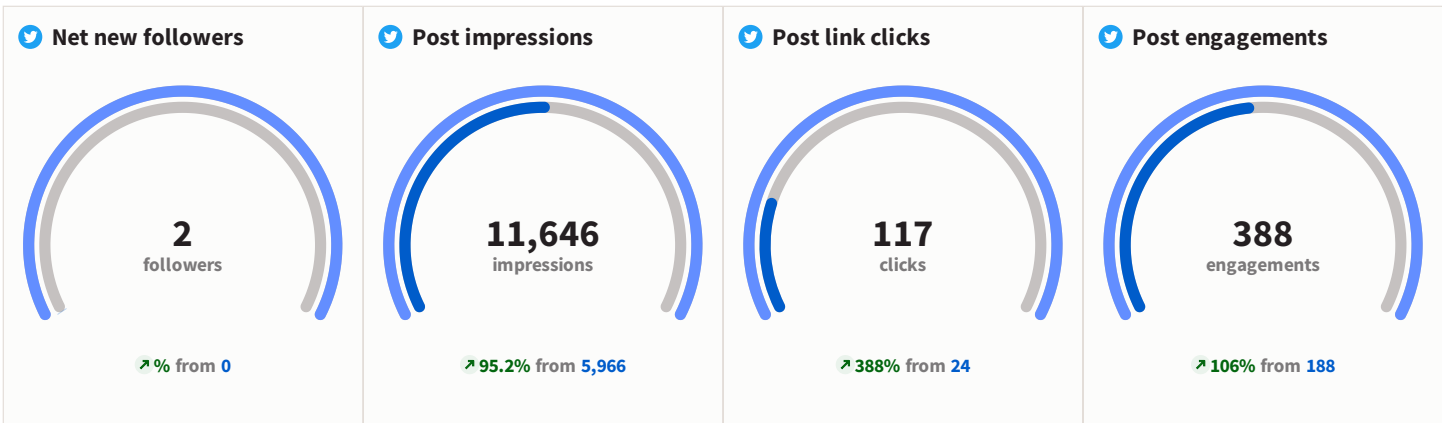 Net new followers
2
followers
% from 0
Post impressions
11,646
impressions
95.2% from 5,966
Post link clicks
117
clicks
388% from 24
Post engagements
388
engagements
106% from 188